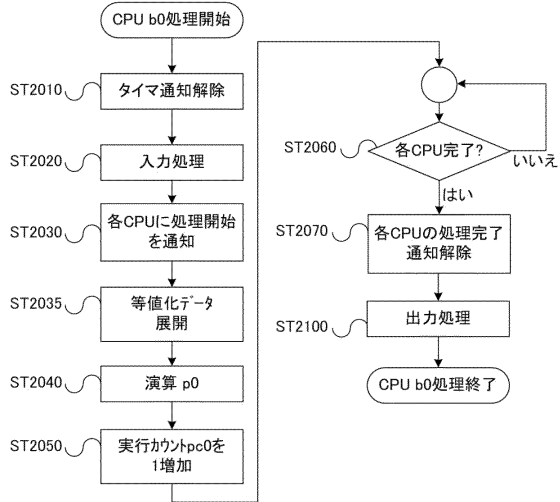 CPU b0処理開始
ST2010
タイマ通知解除
ST2020
入力処理
ST2030
各CPUに処理開始
を通知
ST2035
等値化ﾃﾞｰﾀ
展開
ST2040
演算 p0
ST2050
実行ｶｳﾝﾄpc0を
1増加
ST2060
各CPU完了?
いいえ
はい
ST2070
各CPUの処理完了
通知解除
ST2100
出力処理
CPU b0処理終了